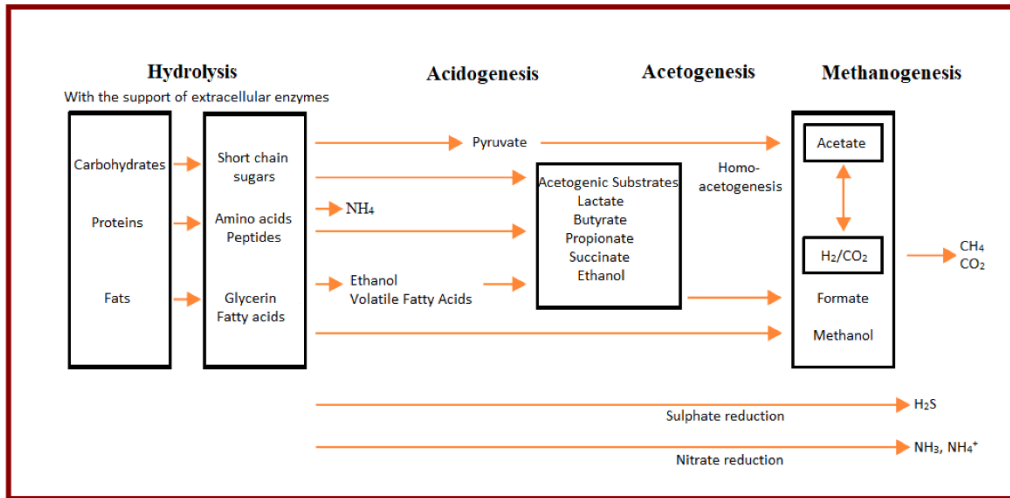 Hydrolysis
Acidogenesis
Acetogenesis
Methanogenesis
With the support of extracellular enzymes
Carbohydrates
Proteins
Fats
Short chain
sugars
Amino acids
Peptides
Glycerin
Fatty acids
Pyruvate
NH₄
Ethanol
Volatile Fatty Acids
Acetogenic Substrates
Lactate
Butyrate
Propionate
Succinate
Ethanol
Homo-
acetogenesis
Acetate
H₂/CO₂
Formate
Methanol
CH₄
CO₂
Sulphate reduction
H₂S
Nitrate reduction
NH₃, NH₄⁺